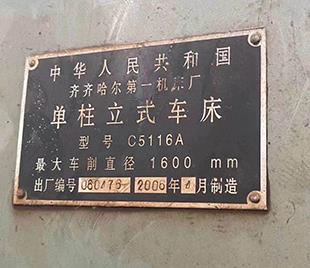 中华人民共和国
齐齐哈尔第一机床厂
单柱立式车床
型号 C5116A
最大车削直径 1600 mm
出厂编号 2006年 月制造